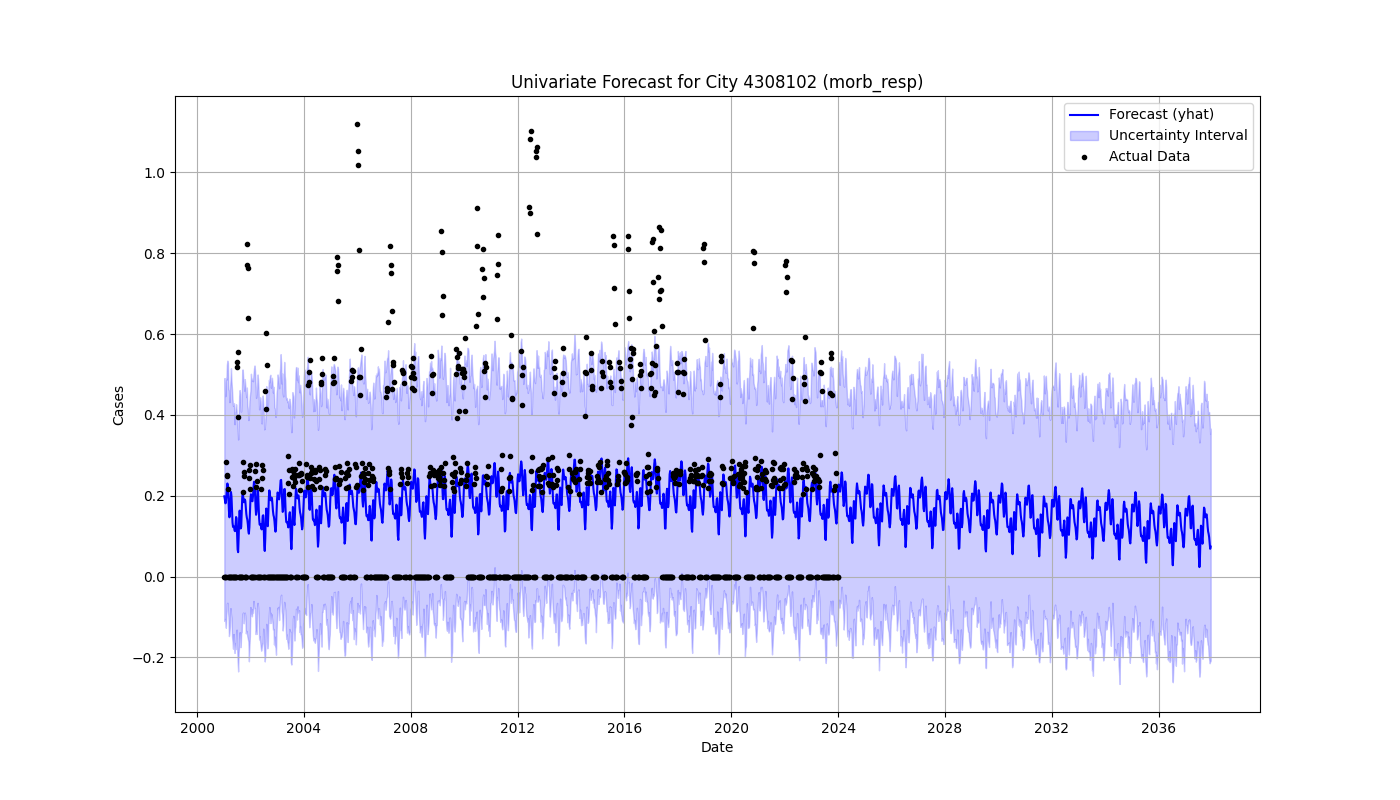 Univariate Forecast for City 4308102 (morb_resp)
Forecast (yhat)
Uncertainty Interval
Actual Data
Cases
1.0
0.8
0.6
0.4
0.2
0.0
−0.2
2000 2004 2008 2012 2016 2020 2024 2028 2032 2036
Date